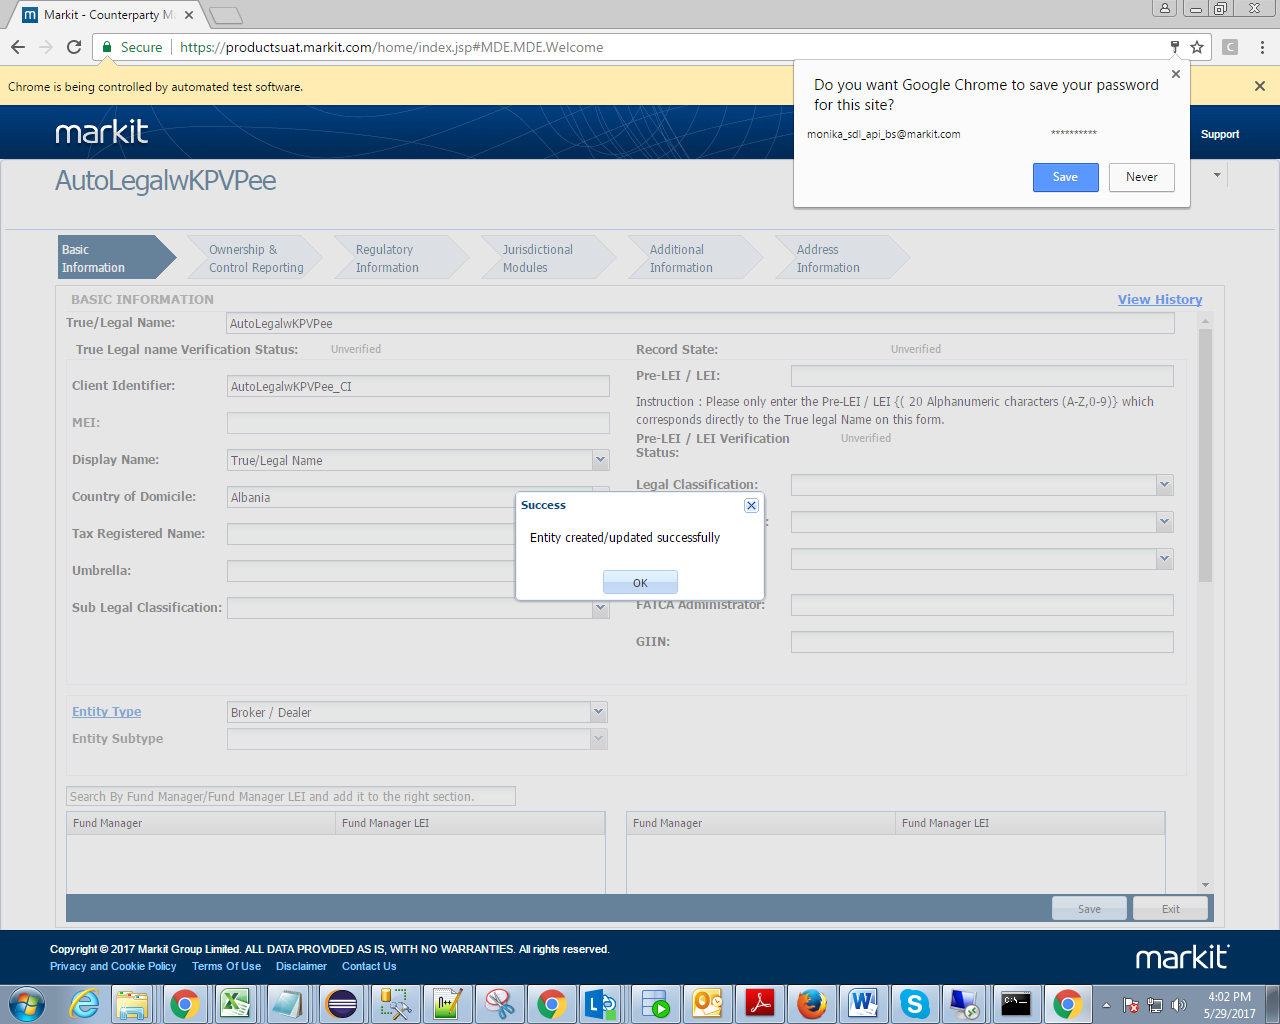 Markit - Counterparty Ma
Secure https://productsuat.markit.com/home/index.jsp#MDE.MDE.Welcome
C
Chrome is being controlled by automated test software.
Do you want Google Chrome to save your password
for this site?
monika_sdl_api_bs@markit.com **********
Save Never
markit
Support
AutoLegalwKPVPee
Basic
Information
Ownership &
Control Reporting
Regulatory
Information
Jurisdictional
Modules
Additional
Information
Address
Information
BASIC INFORMATION
View History
True/Legal Name: AutoLegalwKPVPee
True Legal name Verification Status: Unverified
Record State: Unverified
Client Identifier: AutoLegalwKPVPee_CI
Pre-LEI / LEI:
Instruction : Please only enter the Pre-LEI / LEI {( 20 Alphanumeric characters (A-Z,0-9)} which
corresponds directly to the True legal Name on this form.
MEI:
Pre-LEI / LEI Verification
Status:
Unverified
Display Name: True/Legal Name
Legal Classification:
Country of Domicile: Albania
Tax Registered Name:
:
Umbrella:
Sub Legal Classification:
FATCA Administrator:
GIIN:
Success
Entity created/updated successfully
OK
Entity Type Broker / Dealer
Entity Subtype
Search By Fund Manager/Fund Manager LEI and add it to the right section.
Fund Manager Fund Manager LEI
Fund Manager Fund Manager LEI
Save Exit
Copyright © 2017 Markit Group Limited. ALL DATA PROVIDED AS IS, WITH NO WARRANTIES. All rights reserved.
Privacy and Cookie Policy Terms Of Use Disclaimer Contact Us
markit
4:02 PM
5/29/2017